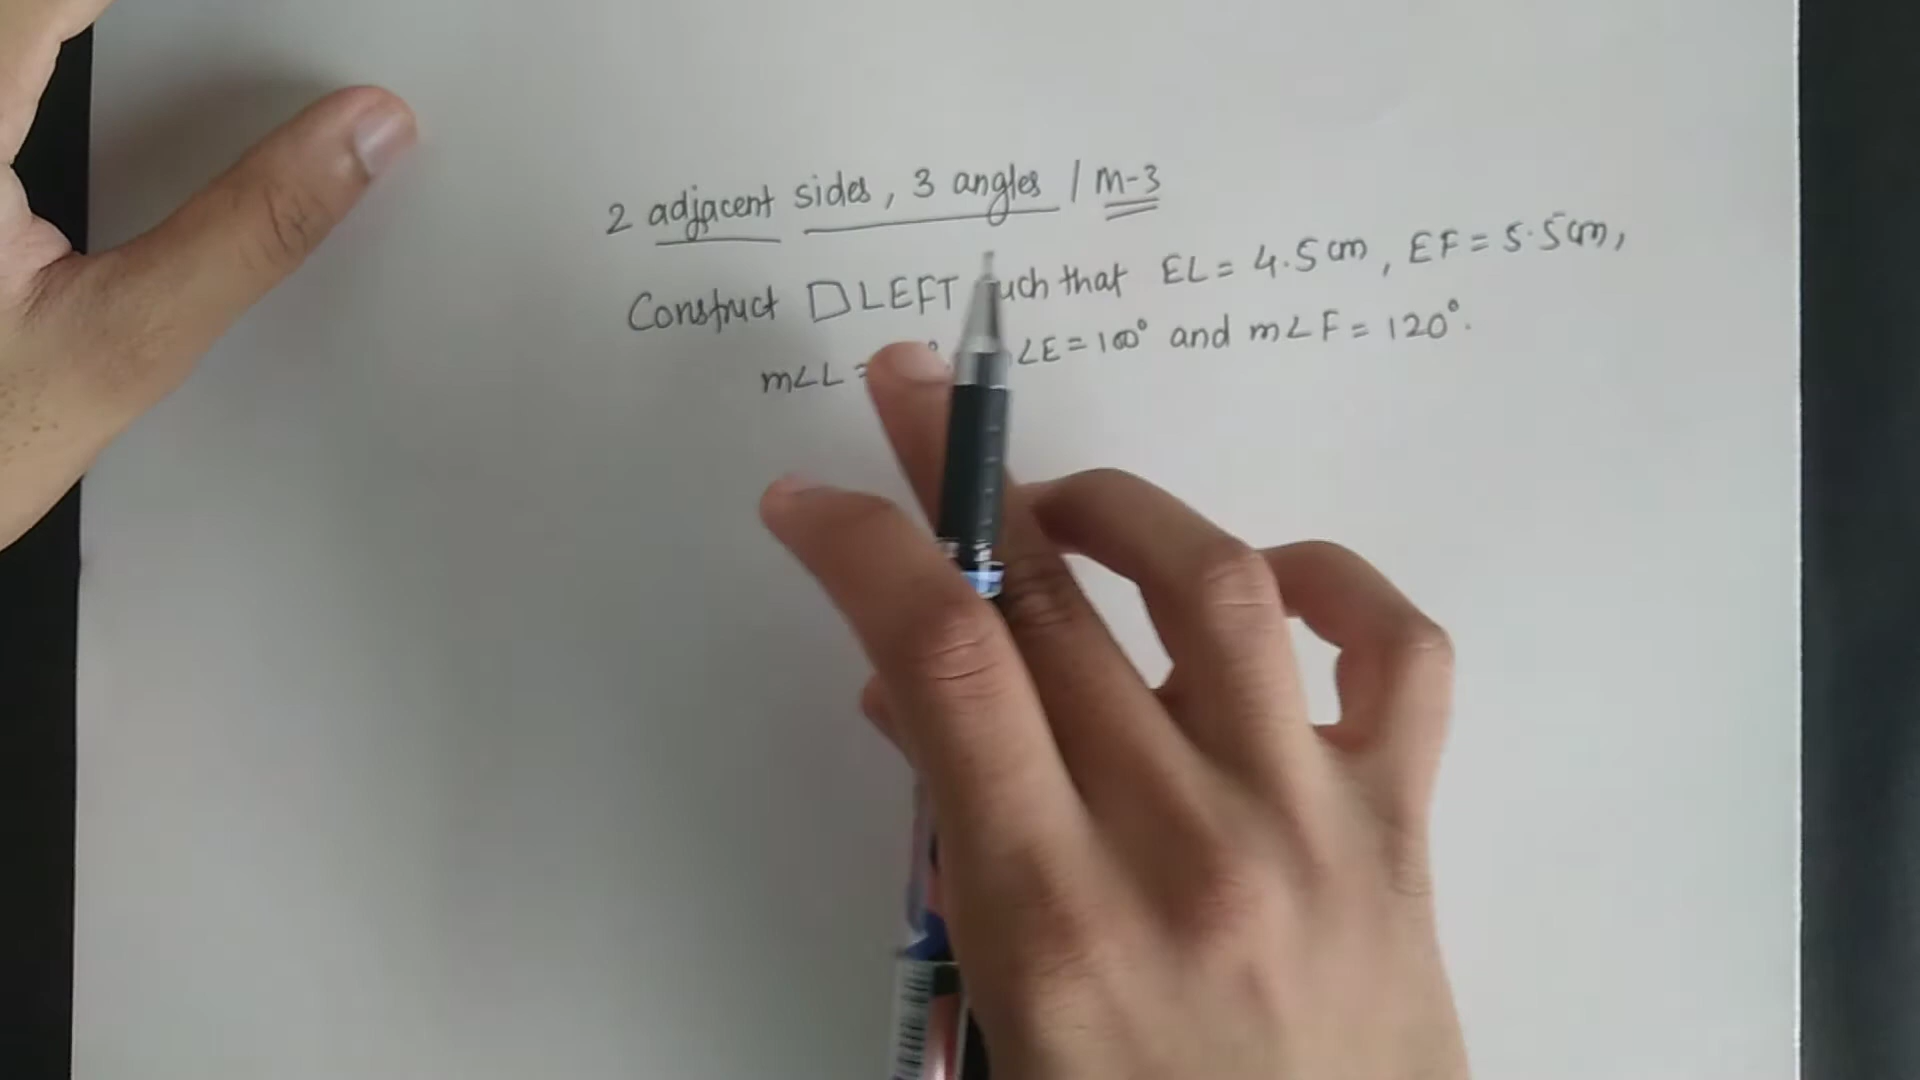 2 adjacent sides, 3 angles / M-3
Construct □LEFT such that EL = 4.5 cm, EF = 5.5 cm,
m∠L = ∠E = 100° and m∠F = 120°.